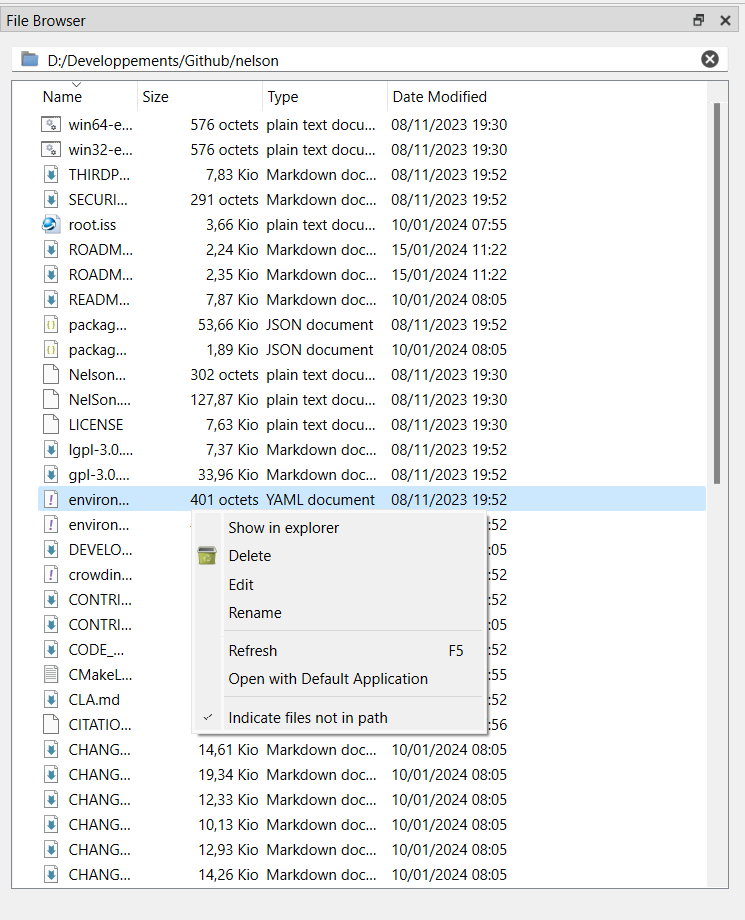 File Browser
D:/Developpements/Github/nelson
Name Size Type Date Modified
win64-e... 576 octets plain text docu... 08/11/2023 19:30
win32-e... 576 octets plain text docu... 08/11/2023 19:30
THIRDP... 7,83 Kio Markdown doc... 08/11/2023 19:52
SECURI... 291 octets Markdown doc... 08/11/2023 19:52
root.iss 3,66 Kio plain text docu... 10/01/2024 07:55
ROADM... 2,24 Kio Markdown doc... 15/01/2024 11:22
ROADM... 2,35 Kio Markdown doc... 15/01/2024 11:22
READM... 7,87 Kio Markdown doc... 10/01/2024 08:05
packag... 53,66 Kio JSON document 08/11/2023 19:52
packag... 1,89 Kio JSON document 10/01/2024 08:05
Nelson... 302 octets plain text docu... 08/11/2023 19:30
NelSon.... 127,87 Kio plain text docu... 08/11/2023 19:30
LICENSE 7,63 Kio plain text docu... 08/11/2023 19:30
lgpl-3.0.... 7,37 Kio Markdown doc... 08/11/2023 19:52
gpl-3.0.... 33,96 Kio Markdown doc... 08/11/2023 19:52
environ... 401 octets YAML document 08/11/2023 19:52
environ... :52
DEVELO... :05
crowdin... :52
CONTRI... :52
CONTRI... :05
CODE_... :52
CMakeL... :55
CLA.md :52
CITATIO... :56
Show in explorer
Delete
Edit
Rename
Refresh F5
Open with Default Application
Indicate files not in path
CHANG... 14,61 Kio Markdown doc... 10/01/2024 08:05
CHANG... 19,34 Kio Markdown doc... 10/01/2024 08:05
CHANG... 12,33 Kio Markdown doc... 10/01/2024 08:05
CHANG... 10,13 Kio Markdown doc... 10/01/2024 08:05
CHANG... 12,93 Kio Markdown doc... 10/01/2024 08:05
CHANG... 14,26 Kio Markdown doc... 10/01/2024 08:05